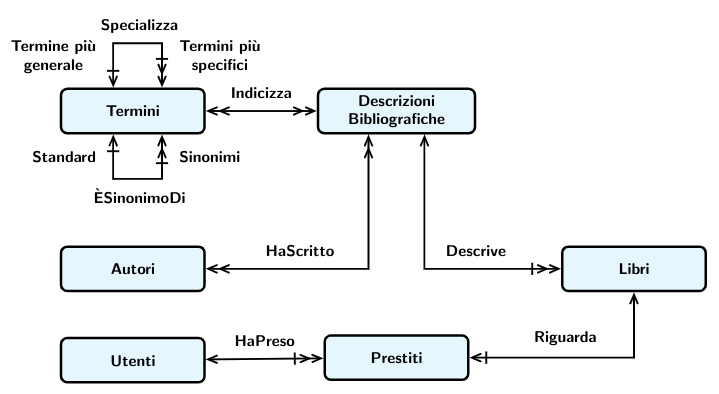 Specializza
Termine più
generale
Termini più
specifici
Termini
Indicizza
Descrizioni
Bibliografiche
Standard
Sinonimi
ÈSinonimoDi
Autori
HaScritto
Descrive
Libri
Utenti
HaPreso
Prestiti
Riguarda